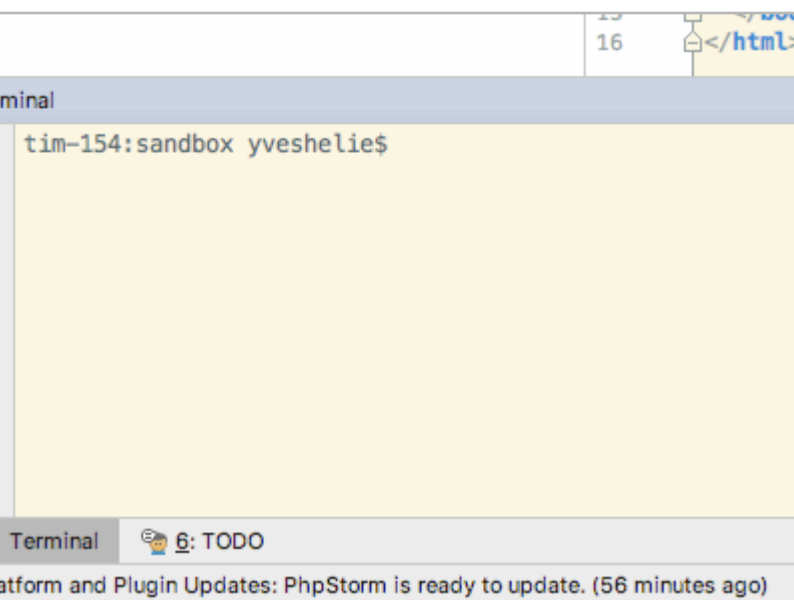 16 </html>
minal
tim-154:sandbox yveshelie$
Terminal 6: TODO
atform and Plugin Updates: PhpStorm is ready to update. (56 minutes ago)